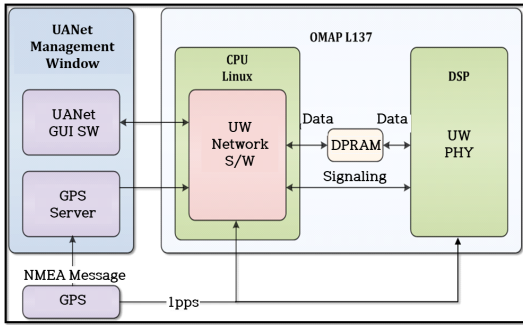 UANet
Management
Window
UANet
GUI SW
GPS
Server
NMEA Message
GPS
1pps
OMAP L137
CPU
Linux
UW
Network
S/W
Data
DPRAM
Data
Signaling
DSP
UW
PHY